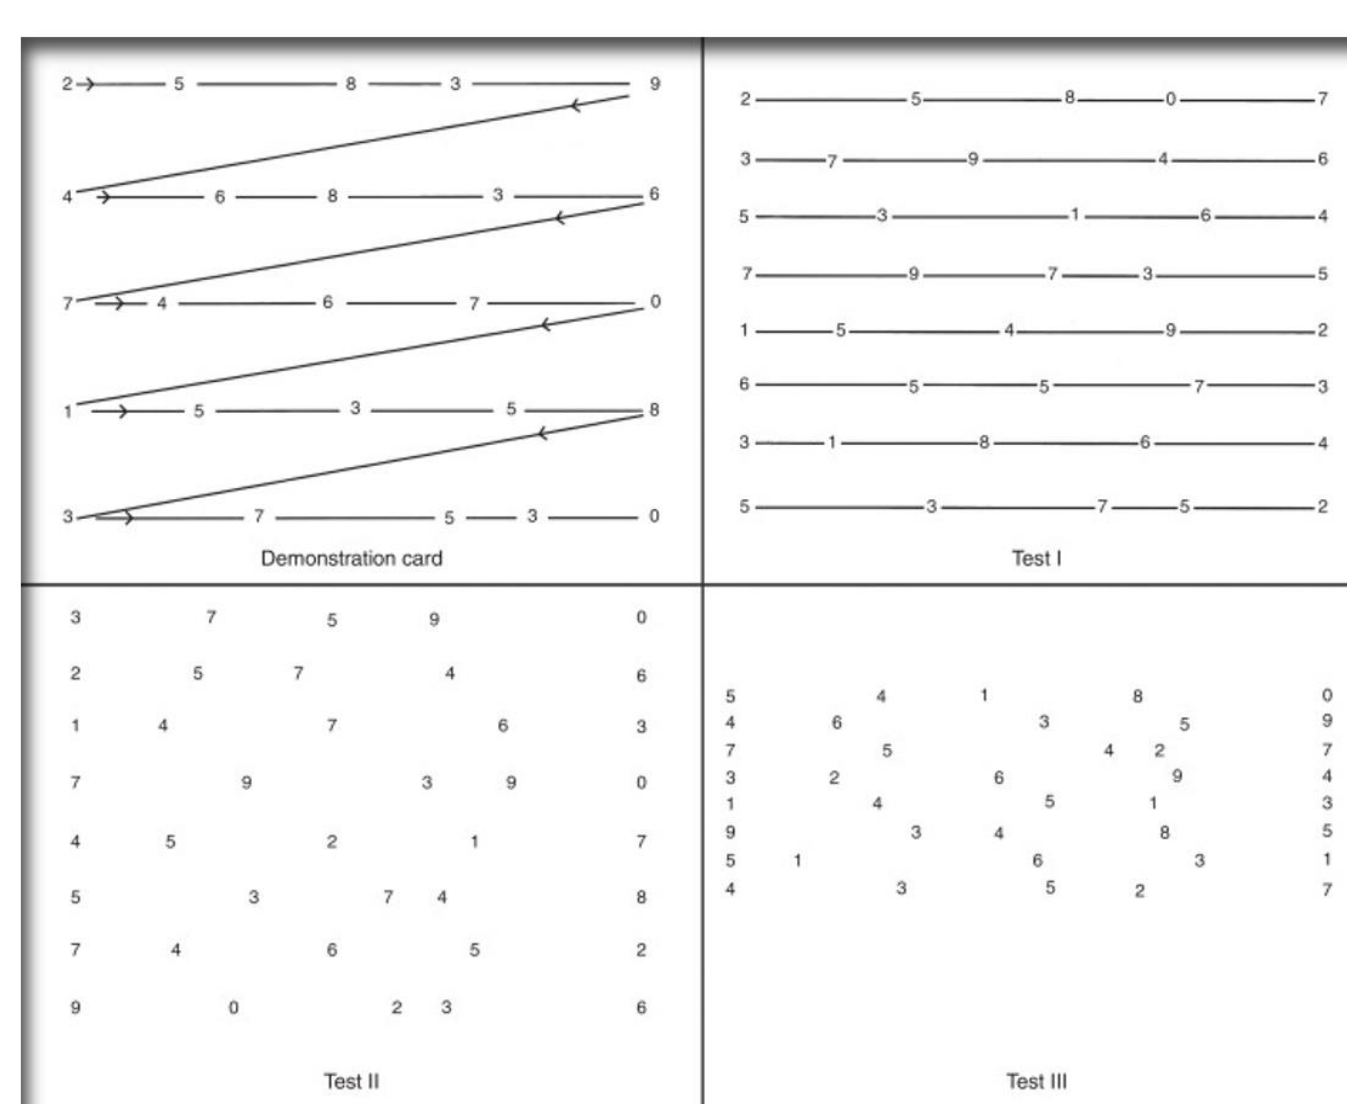 2 5 8 3 9
4 6 8 3 6
7 4 6 7 0
1 5 3 5 8
3 7 5 3 0
Demonstration card
2 5 8 0 7
3 7 9 4 6
5 3 1 6 4
7 9 7 3 5
1 5 4 9 2
6 5 5 7 3
3 1 8 6 4
5 3 7 5 2
Test I
3 7 5 9 0
2 5 7 4 6
1 4 7 6 3
7 9 3 9 0
4 5 2 1 7
5 3 7 4 8
7 4 6 5 2
9 0 2 3 6
Test II
5 4 1 8 0
4 6 3 5 9
7 5 4 2 7
3 2 6 9 4
1 4 5 1 3
9 3 4 8 5
5 1 6 3 1
4 3 5 2 7
Test III